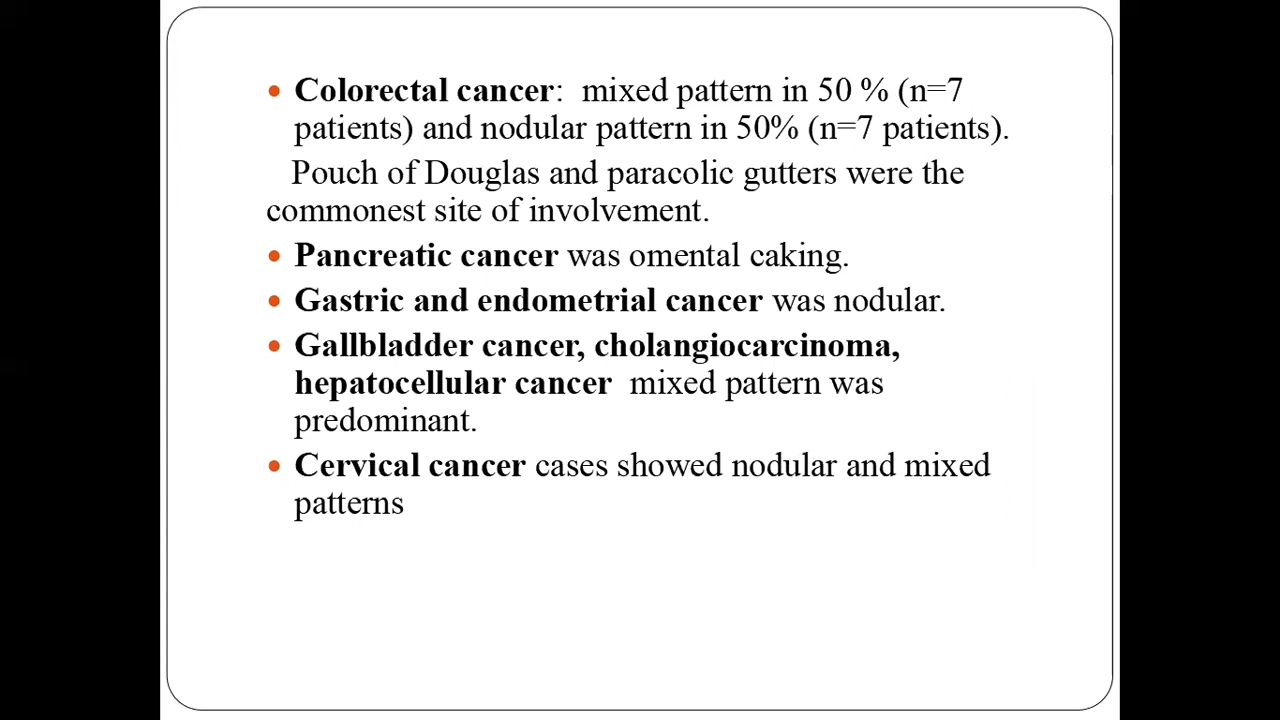 • Colorectal cancer:  mixed pattern in 50 % (n=7
patients) and nodular pattern in 50% (n=7 patients).
Pouch of Douglas and paracolic gutters were the
commonest site of involvement.
• Pancreatic cancer was omental caking.
• Gastric and endometrial cancer was nodular.
• Gallbladder cancer, cholangiocarcinoma,
hepatocellular cancer  mixed pattern was
predominant.
• Cervical cancer cases showed nodular and mixed
patterns